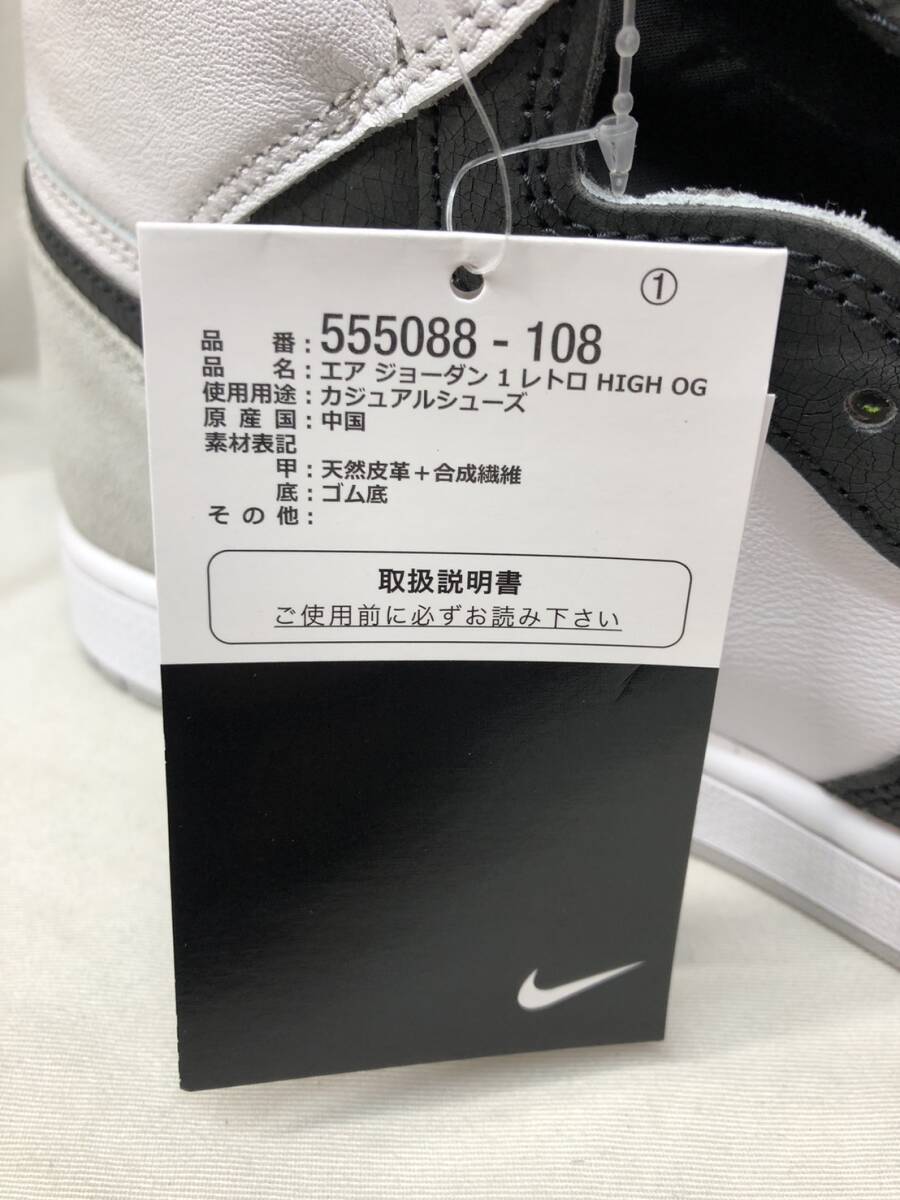 ①
品 番 : 555088 - 108
品 名 : エア ジョーダン 1 レトロ HIGH OG
使用用途 : カジュアルシューズ
原 産 国 : 中国
素材表記
甲 : 天然皮革＋合成繊維
底 : ゴム底
そ の 他 :
取扱説明書
ご使用前に必ずお読み下さい